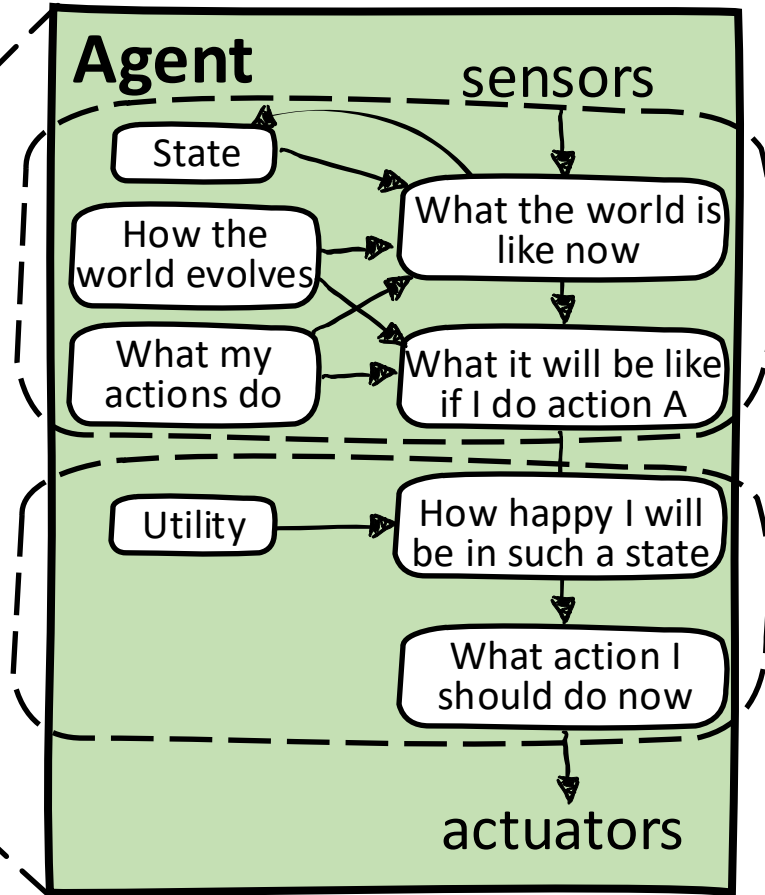 Agent
sensors
State
What the world is
like now
How the
world evolves
What my
actions do
What it will be like
if I do action A
Utility
How happy I will
be in such a state
What action I
should do now
actuators